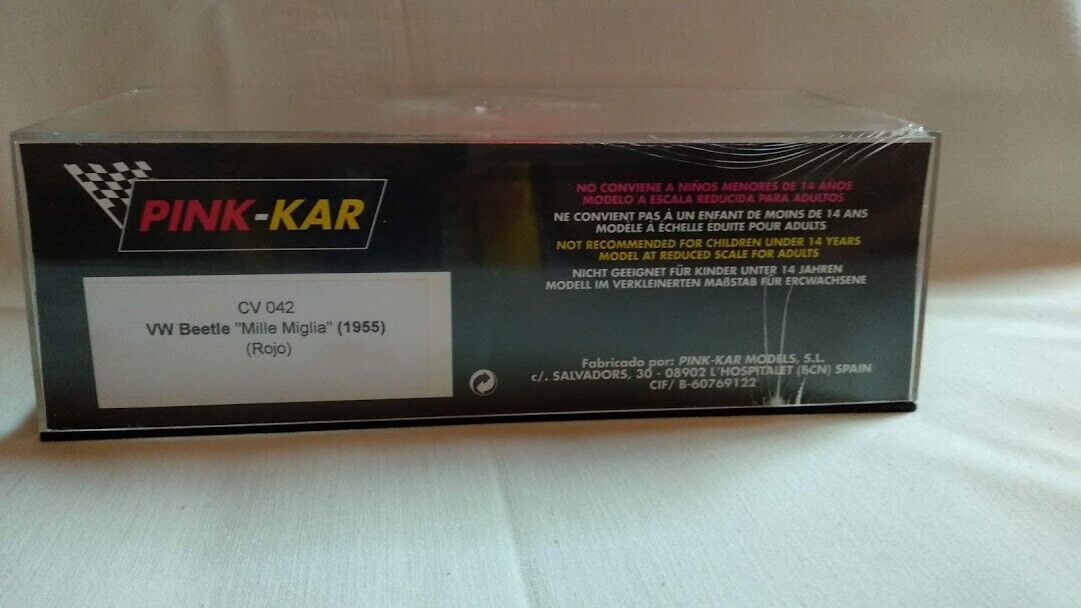 PINK-KAR
CV 042
VW Beetle "Mille Miglia" (1955)
(Rojo)
NO CONVIENE A NIÑOS MENORES DE 14 AÑOS
MODELO A ESCALA REDUCIDA PARA ADULTOS
NE CONVIENT PAS À UN ENFANT DE MOINS DE 14 ANS
MODÈLE À ÉCHELLE EDUITE POUR ADULTS
NOT RECOMMENDED FOR CHILDREN UNDER 14 YEARS
MODEL AT REDUCED SCALE FOR ADULTS
NICHT GEEIGNET FÜR KINDER UNTER 14 JAHREN
MODELL IM VERKLEINERTEN MAßSTAB FÜR ERCWACHSENE
Fabricado por: PINK-KAR MODELS, S.L.
c/. SALVADORS, 30 - 08902 L'HOSPITALET (BCN) SPAIN
CIF/ B-60769122